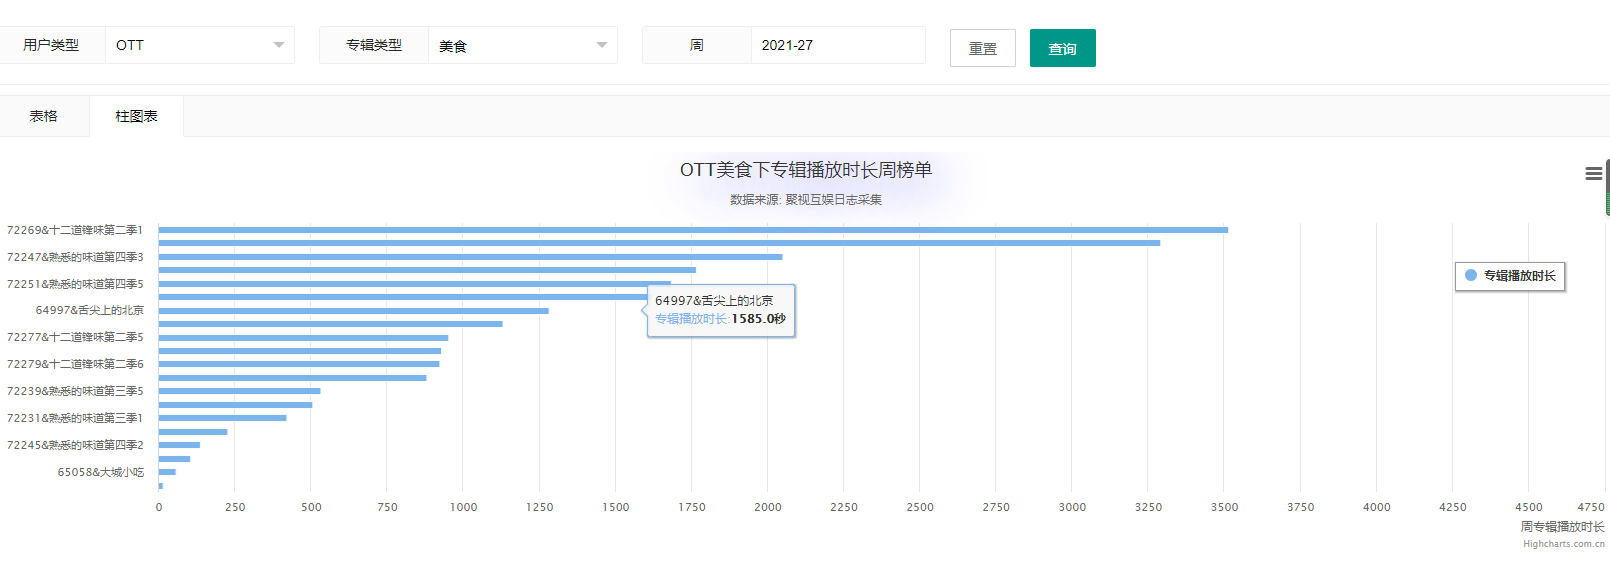 用户类型 OTT 专辑类型 美食 周 2021-27 重置 查询
表格 柱图表
OTT美食下专辑播放时长周榜单
数据来源: 聚视互娱日志采集
72269&十二道锋味第二季1
72247&熟悉的味道第四季3
72251&熟悉的味道第四季5
64997&舌尖上的北京
72277&十二道锋味第二季5
72279&十二道锋味第二季6
72239&熟悉的味道第三季5
72231&熟悉的味道第三季1
72245&熟悉的味道第四季2
65058&大城小吃
专辑播放时长
64997&舌尖上的北京
专辑播放时长:1585.0秒
0 250 500 750 1000 1250 1500 1750 2000 2250 2500 2750 3000 3250 3500 3750 4000 4250 4500 4750
周专辑播放时长
Highcharts.com.cn